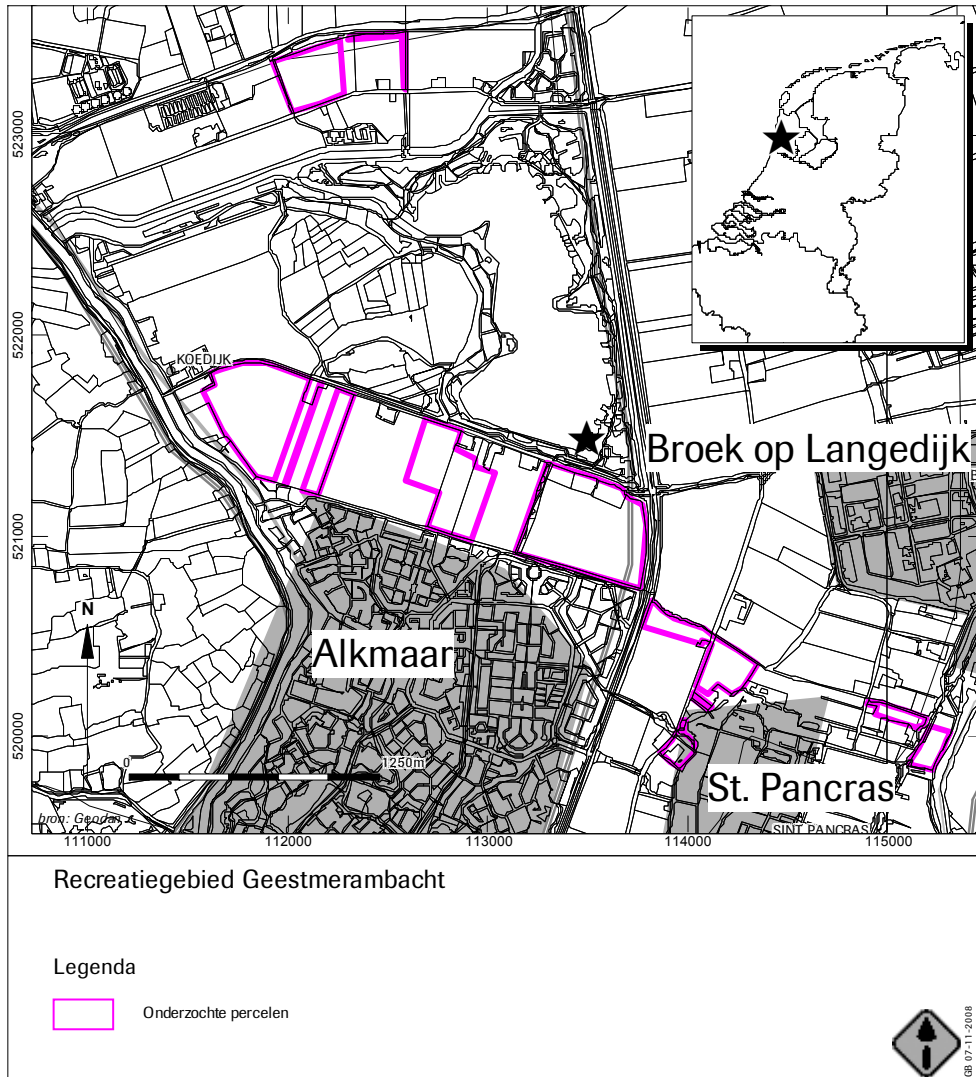 523000
522000
521000
520000
KOEDIJK
Broek op Langedijk
N
Alkmaar
0
1250m
St. Pancras
SINT PANCRAS
bron: Geodan
111000
112000
113000
114000
115000
Recreatiegebied Geestmerambacht
Legenda
Onderzochte percelen
GB 07-11-2008